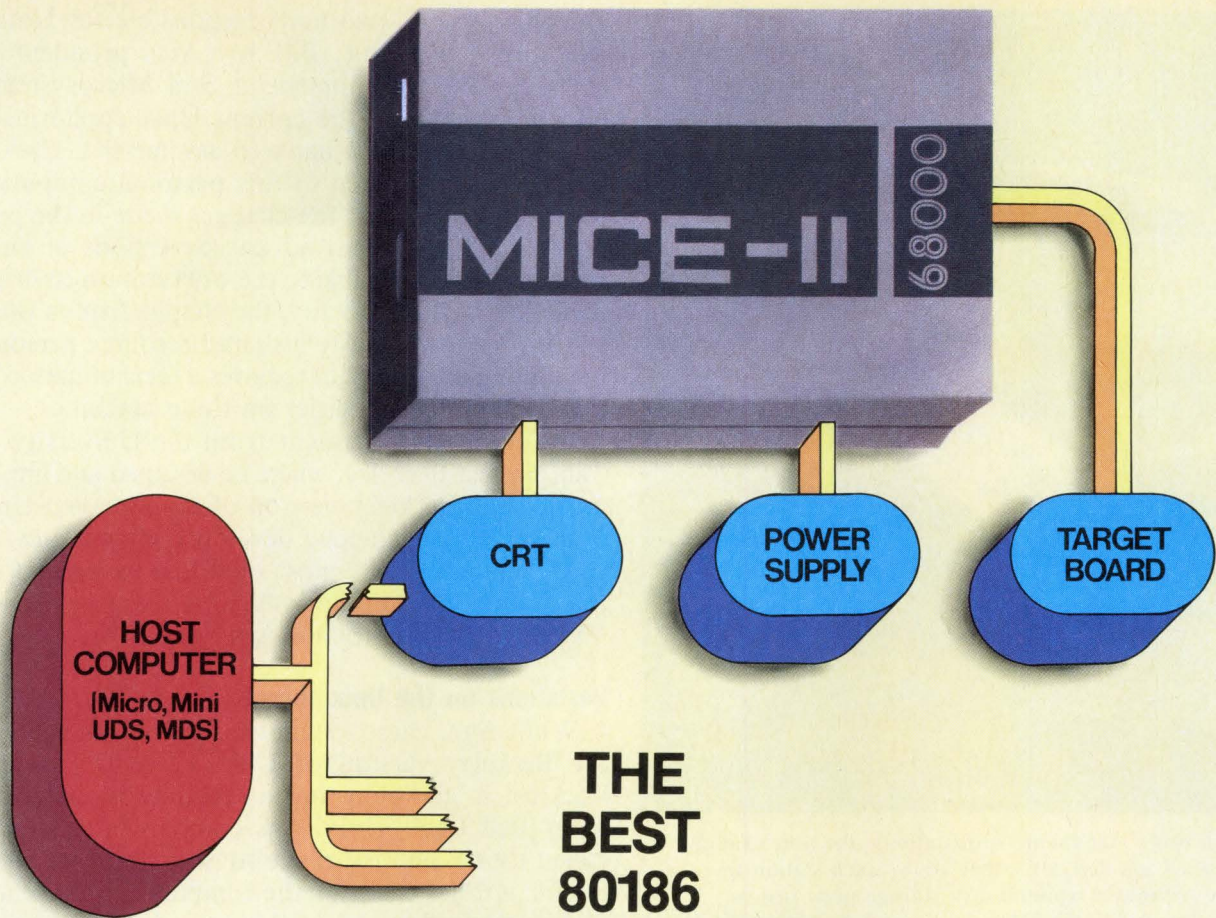 MICE-II
68000
CRT
POWER
SUPPLY
TARGET
BOARD
HOST
COMPUTER
(Micro, Mini
UDS, MDS)
THE
BEST
80186